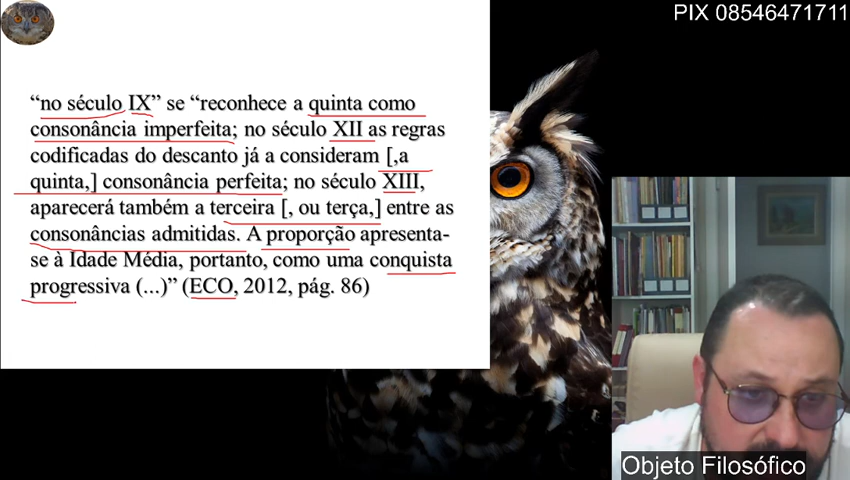 PIX 08546471711
“no século IX” se “reconhece a quinta como
consonância imperfeita; no século XII as regras
codificadas do descanto já a consideram [,a
quinta,] consonância perfeita; no século XIII,
aparecerá também a terceira [, ou terça,] entre as
consonâncias admitidas. A proporção apresenta-
se à Idade Média, portanto, como uma conquista
progressiva (...)” (ECO, 2012, pág. 86)
Objeto Filosófico